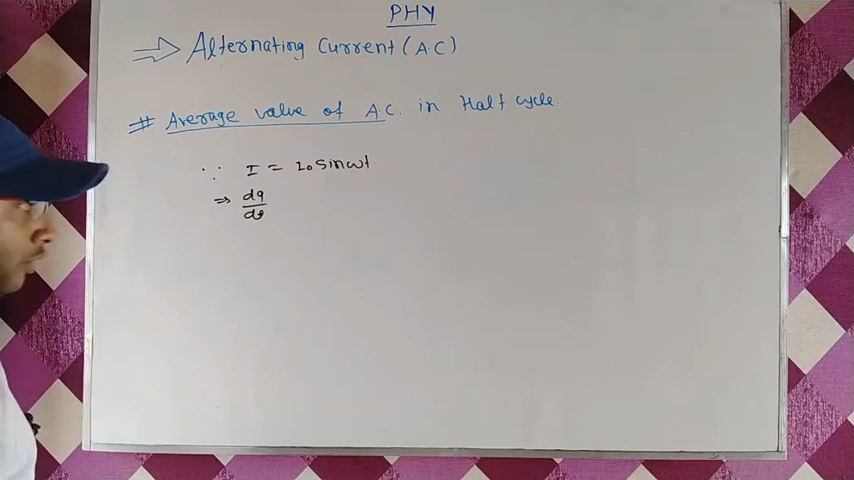 PHY
⇒ Alternating Current (A.C)
# Average value of A.C. in Half cycle.
∵ I = I₀ Sinωt
⇒ dq/dt